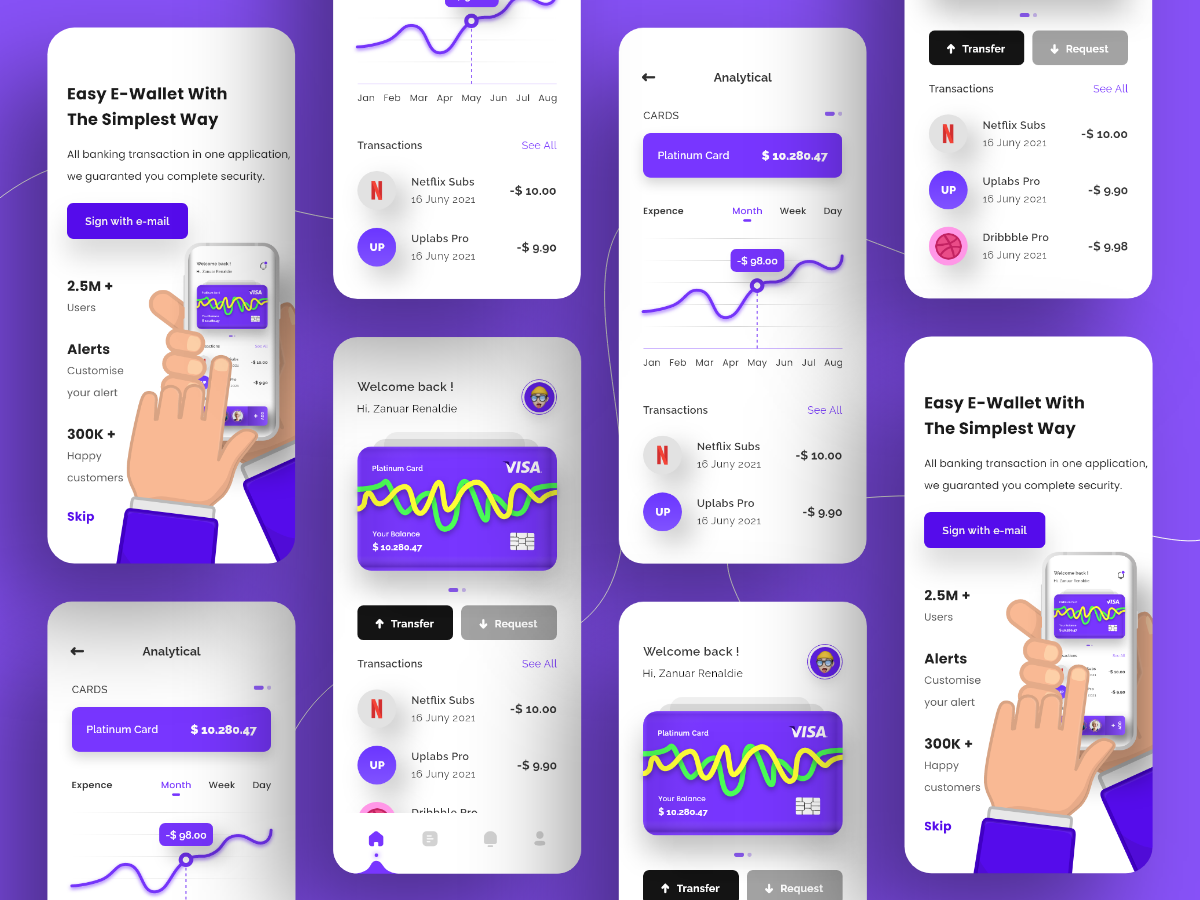 Easy E-Wallet With
The Simplest Way
All banking transaction in one application,
we guaranted you complete security.
Sign with e-mail
2.5M +
Users
Alerts
Customise
your alert
300K +
Happy
customers
Skip
Welcome back !
Hi. Zanuar Renaldie
VISA
See All
Analytical
CARDS
Platinum Card $ 10.280.47
Expence Month Week Day
-$ 98.00
Jan Feb Mar Apr May Jun Jul Aug
Transactions See All
N Netflix Subs -$ 10.00
16 Juny 2021
UP Uplabs Pro -$ 9.90
16 Juny 2021
Welcome back !
Hi. Zanuar Renaldie
Platinum Card VISA
Your Balance
$ 10.280.47
Transfer Request
Transactions See All
N Netflix Subs -$ 10.00
16 Juny 2021
UP Uplabs Pro -$ 9.90
16 Juny 2021
Dribbble Pro
Analytical
CARDS
Platinum Card $ 10.280.47
Expence Month Week Day
-$ 98.00
Jan Feb Mar Apr May Jun Jul Aug
Transactions See All
N Netflix Subs -$ 10.00
16 Juny 2021
UP Uplabs Pro -$ 9.90
16 Juny 2021
Welcome back !
Hi, Zanuar Renaldie
Platinum Card VISA
Your Balance
$ 10.280.47
Transfer Request
Transfer Request
Transactions See All
N Netflix Subs -$ 10.00
16 Juny 2021
UP Uplabs Pro -$ 9.90
16 Juny 2021
Dribbble Pro -$ 9.98
16 Juny 2021
Easy E-Wallet With
The Simplest Way
All banking transaction in one application,
we guaranted you complete security.
Sign with e-mail
2.5M +
Users
Alerts
Customise
your alert
300K +
Happy
customers
Skip
Welcome back !
Hi. Zanuar Renaldie
VISA
See All